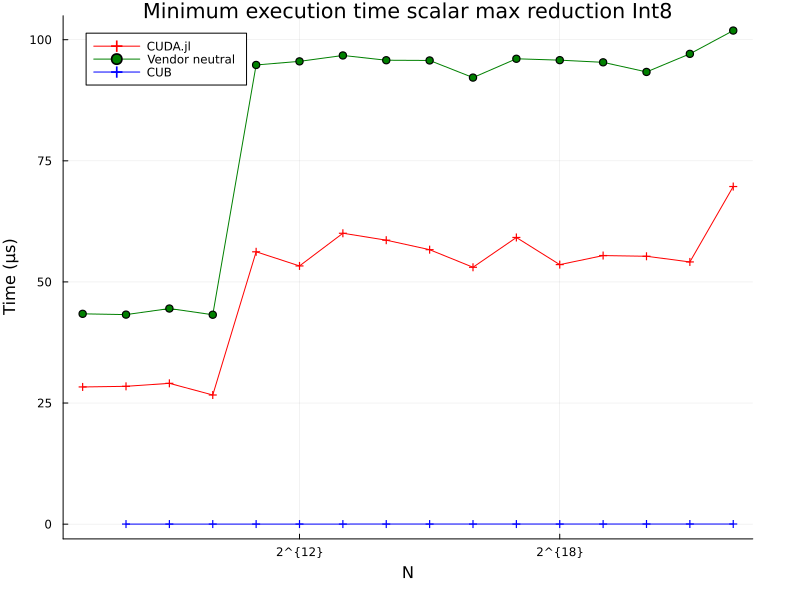 Minimum execution time scalar max reduction Int8
CUDA.jl
Vendor neutral
CUB
100
75
50
25
0
Time (µs)
2^{12}
2^{18}
N